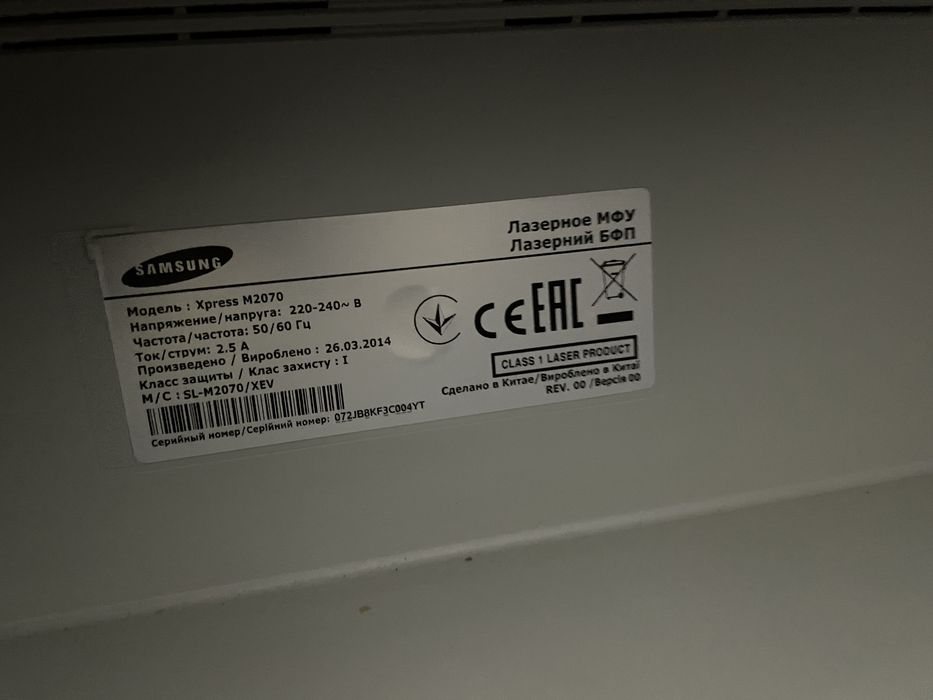 Лазерное МФУ
Лазерний БФП
SAMSUNG
Модель : Xpress M2070
Напряжение/напруга: 220-240~ В
Частота/частота: 50/60 Гц
Ток/струм: 2.5 А
Произведено / Вироблено : 26.03.2014
Класс защиты / Клас захисту : I
M/C : SL-M2070/XEV
Серийный номер/Серійний номер: 072JB8KF3C004YT
CE EAC
CLASS 1 LASER PRODUCT
Сделано в Китае/Вироблено в Китаї
REV. 00 /Версія 00